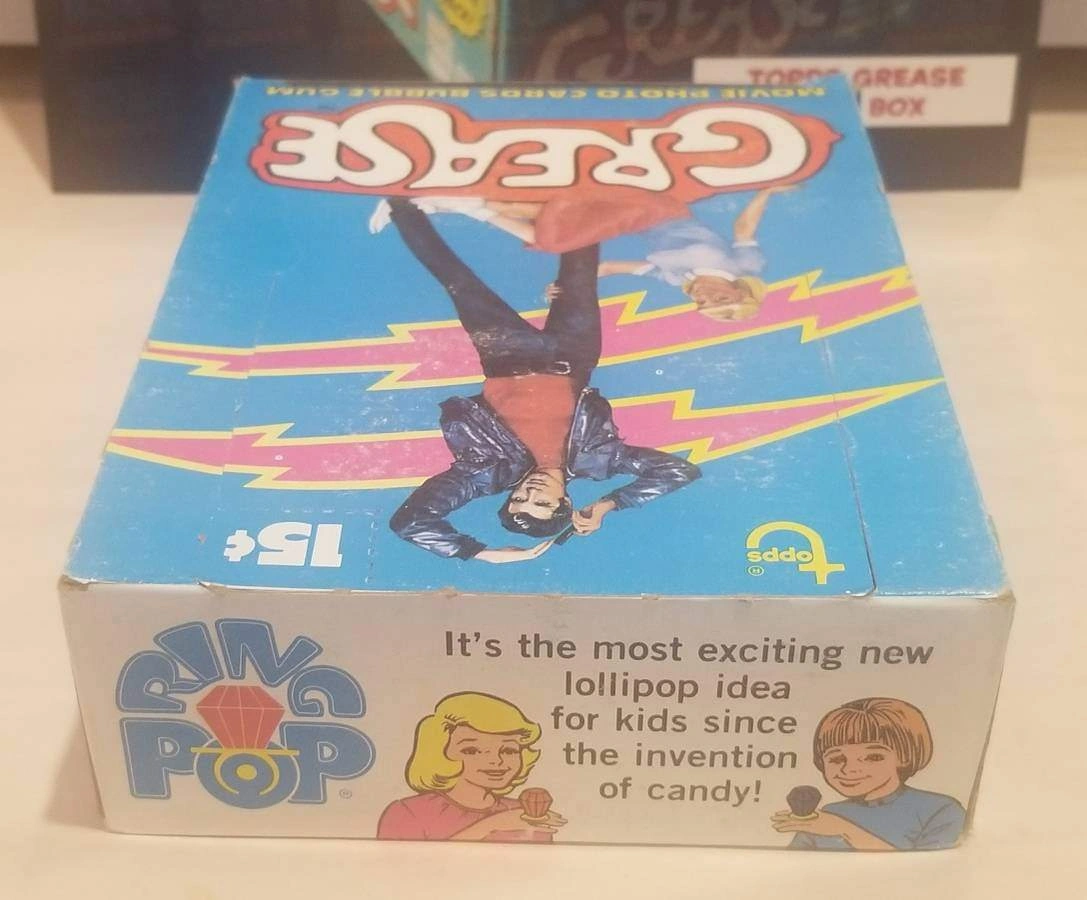 TOPPS GREASE
BOX
MOVIE PHOTO CARDS BUBBLE GUM
GREASE
15¢
topps
®
RING
POP
®
It's the most exciting new
lollipop idea
for kids since
the invention
of candy!